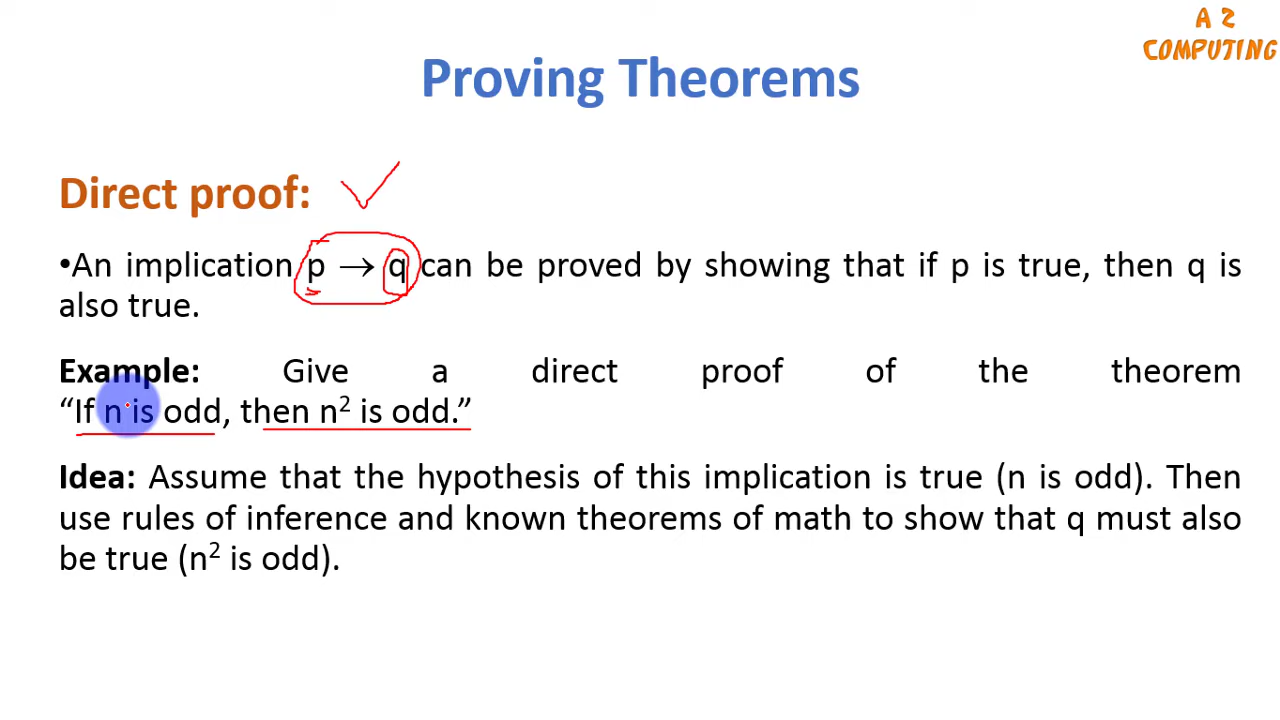 A Z
COMPUTING
Proving Theorems
Direct proof:
•An implication p → q can be proved by showing that if p is true, then q is
also true.
Example: Give a direct proof of the theorem
“If n is odd, then n² is odd.”
Idea: Assume that the hypothesis of this implication is true (n is odd). Then
use rules of inference and known theorems of math to show that q must also
be true (n² is odd).